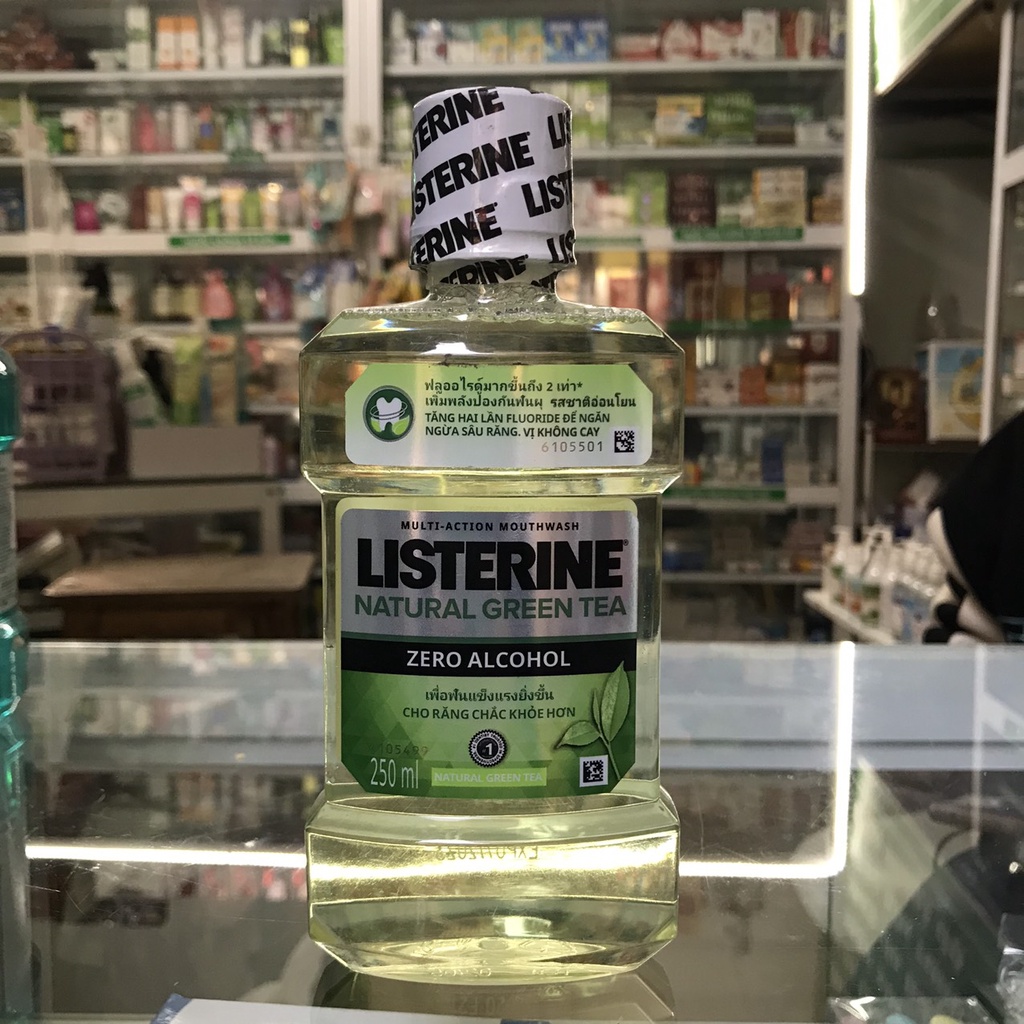 LISTERINE
LISTERINE
LISTERINE
LISTERINE
ฟลูออไรด์มากขึ้นถึง 2 เท่า*
เพิ่มพลังป้องกันฟันผุ รสชาติอ่อนโยน
TĂNG HAI LẦN FLUORIDE ĐỂ NGĂN
NGỪA SÂU RĂNG. VỊ KHÔNG CAY
6105501
MULTI-ACTION MOUTHWASH
LISTERINE®
NATURAL GREEN TEA
ZERO ALCOHOL
เพื่อฟันแข็งแรงยิ่งขึ้น
CHO RĂNG CHẮC KHỎE HƠN
#1
250 ml NATURAL GREEN TEA